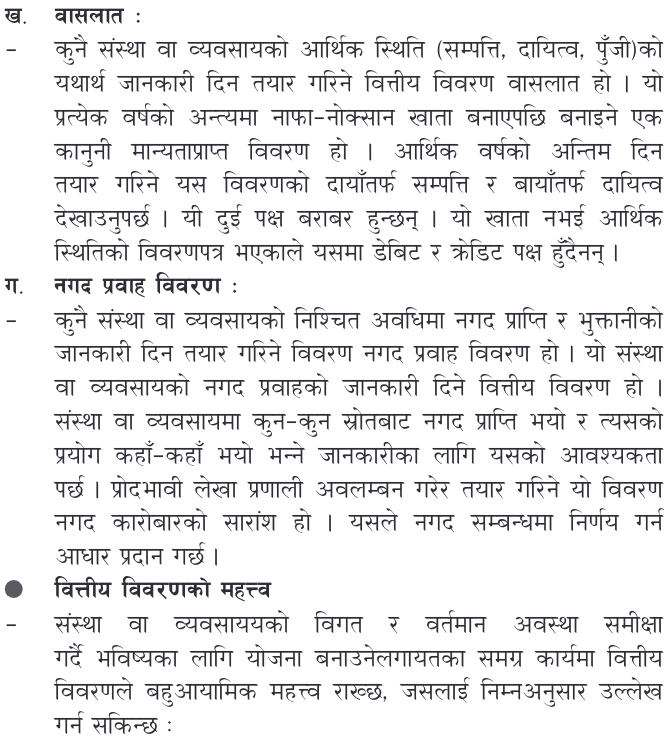 ख. वासलात :
– कुनै संस्था वा व्यवसायको आर्थिक स्थिति (सम्पत्ति, दायित्व, पुँजी)को
यथार्थ जानकारी दिन तयार गरिने वित्तीय विवरण वासलात हो । यो
प्रत्येक वर्षको अन्त्यमा नाफा-नोक्सान खाता बनाएपछि बनाइने एक
कानुनी मान्यताप्राप्त विवरण हो । आर्थिक वर्षको अन्तिम दिन
तयार गरिने यस विवरणको दायाँतर्फ सम्पत्ति र बायाँतर्फ दायित्व
देखाउनुपर्छ । यी दुई पक्ष बराबर हुन्छन् । यो खाता नभई आर्थिक
स्थितिको विवरणपत्र भएकाले यसमा डेबिट र क्रेडिट पक्ष हुँदैनन् ।
ग. नगद प्रवाह विवरण :
– कुनै संस्था वा व्यवसायको निश्चित अवधिमा नगद प्राप्ति र भुक्तानीको
जानकारी दिन तयार गरिने विवरण नगद प्रवाह विवरण हो । यो संस्था
वा व्यवसायको नगद प्रवाहको जानकारी दिने वित्तीय विवरण हो ।
संस्था वा व्यवसायमा कुन-कुन स्रोतबाट नगद प्राप्ति भयो र त्यसको
प्रयोग कहाँ-कहाँ भयो भन्ने जानकारीका लागि यसको आवश्यकता
पर्छ । प्रोदभावी लेखा प्रणाली अवलम्बन गरेर तयार गरिने यो विवरण
नगद कारोबारको सारांश हो । यसले नगद सम्बन्धमा निर्णय गर्न
आधार प्रदान गर्छ ।
● वित्तीय विवरणको महत्त्व
– संस्था वा व्यवसाययको विगत र वर्तमान अवस्था समीक्षा
गर्दै भविष्यका लागि योजना बनाउनेलगायतका समग्र कार्यमा वित्तीय
विवरणले बहुआयामिक महत्त्व राख्छ, जसलाई निम्नअनुसार उल्लेख
गर्न सकिन्छ :